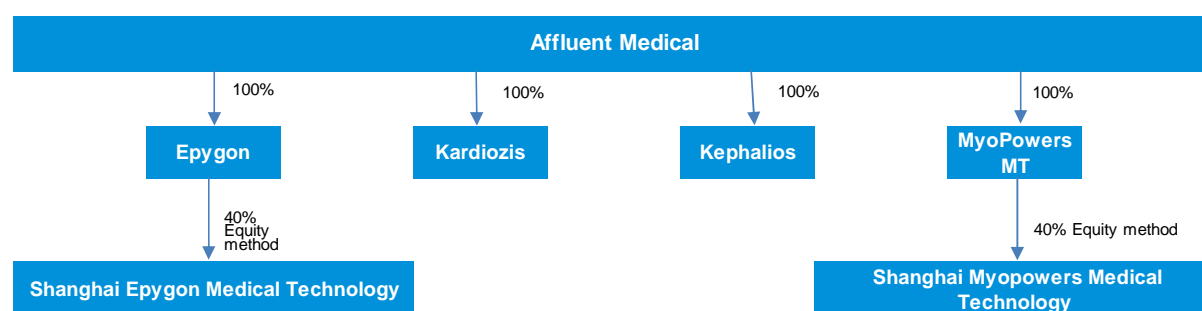 Affluent Medical
100%
100%
100%
100%
Epygon
Kardiozis
Kephalios
MyoPowers
MT
40%
Equity
method
40% Equity method
Shanghai Epygon Medical Technology
Shanghai Myopowers Medical
Technology